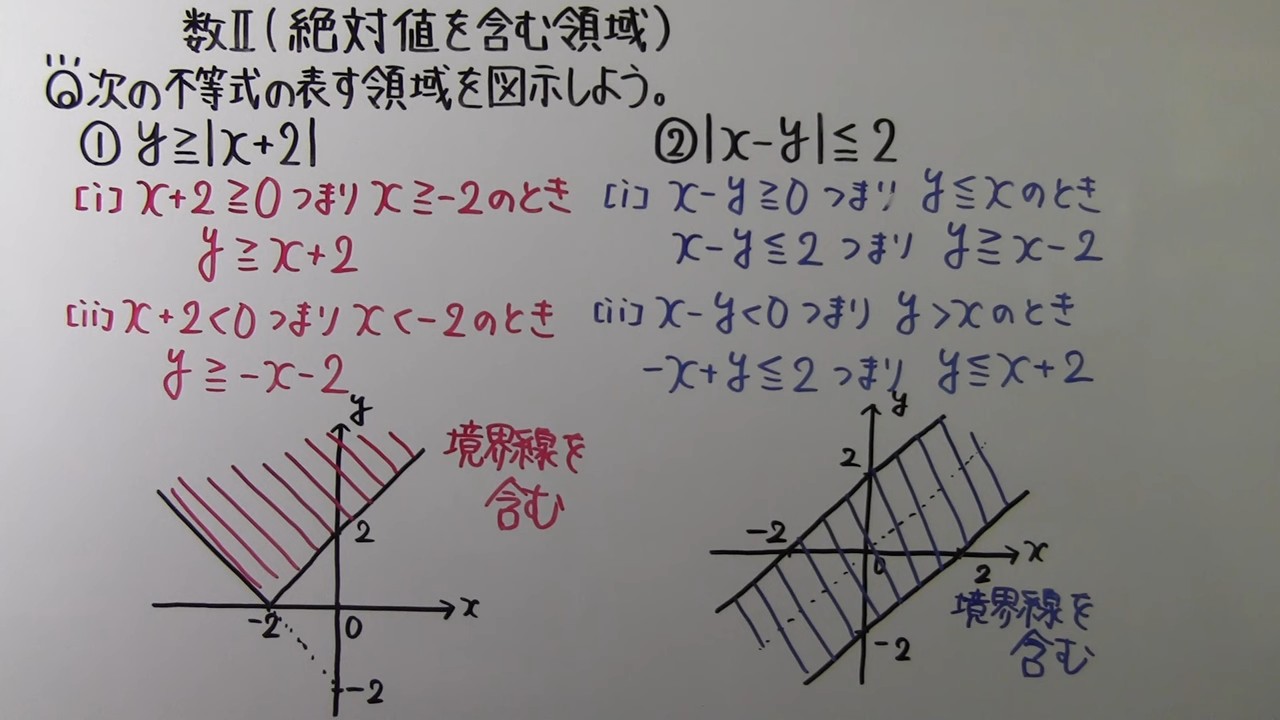 数Ⅱ(絶対値を含む領域)
◎次の不等式の表す領域を図示しよう。
① y≧|x+2|
[i] x+2≧0 つまり x≧-2のとき
y≧x+2
[ii] x+2<0 つまり x<-2のとき
y≧-x-2
y
境界線を
含む
2
-2
0
x
-2
② |x-y|≦2
[i] x-y≧0 つまり y≦xのとき
x-y≦2 つまり y≧x-2
[ii] x-y<0 つまり y>xのとき
-x+y≦2 つまり y≦x+2
y
2
-2
x
0
2
境界線を
含む
-2